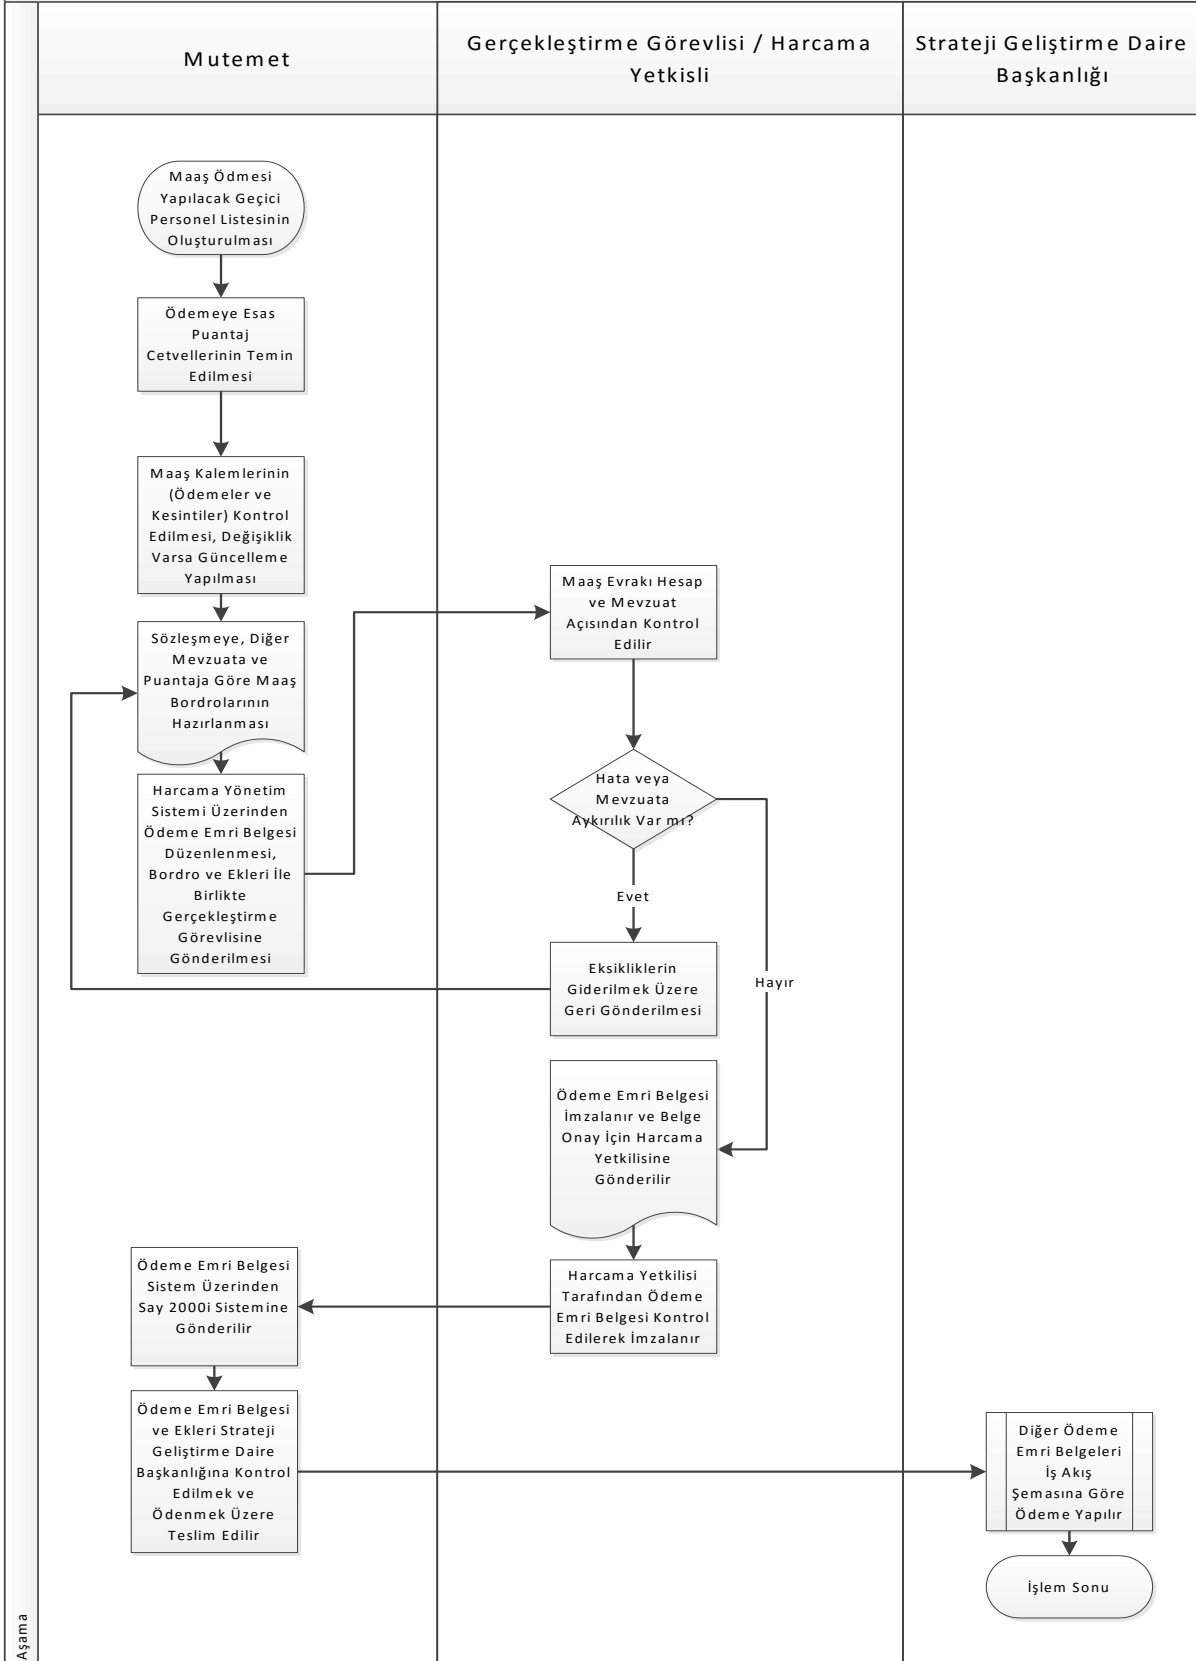 Mutemet
Gerçekleştirme Görevlisi / Harcama
Yetkisli
Strateji Geliştirme Daire
Başkanlığı
Maaş Ödmesi
Yapılacak Geçici
Personel Listesinin
Oluşturulması
Ödemeye Esas
Puantaj
Cetvellerinin Temin
Edilmesi
Maaş Kalemlerinin
(Ödemeler ve
Kesintiler) Kontrol
Edilmesi, Değişiklik
Varsa Güncelleme
Yapılması
Sözleşmeye, Diğer
Mevzuata ve
Puantaja Göre Maaş
Bordrolarının
Hazırlanması
Harcama Yönetim
Sistemi Üzerinden
Ödeme Emri Belgesi
Düzenlenmesi,
Bordro ve Ekleri İle
Birlikte
Gerçekleştirme
Görevlisine
Gönderilmesi
Maaş Evrakı Hesap
ve Mevzuat
Açısından Kontrol
Edilir
Hata veya
Mevzuata
Aykırılık Var mı?
Evet
Hayır
Eksikliklerin
Giderilmek Üzere
Geri Gönderilmesi
Ödeme Emri Belgesi
İmzalanır ve Belge
Onay İçin Harcama
Yetkilisine
Gönderilir
Harcama Yetkilisi
Tarafından Ödeme
Emri Belgesi Kontrol
Edilerek İmzalanır
Ödeme Emri Belgesi
Sistem Üzerinden
Say 2000i Sistemine
Gönderilir
Ödeme Emri Belgesi
ve Ekleri Strateji
Geliştirme Daire
Başkanlığına Kontrol
Edilmek ve
Ödenmek Üzere
Teslim Edilir
Diğer Ödeme
Emri Belgeleri
İş Akış
Şemasına Göre
Ödeme Yapılır
İşlem Sonu
Aşama